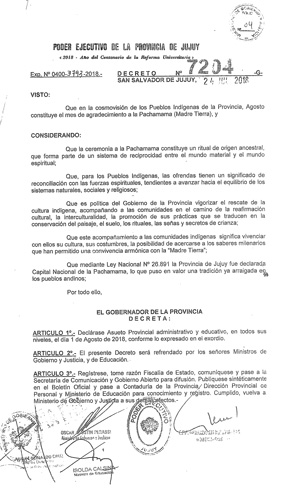 PODER EJECUTIVO DE LA PROVINCIA DE JUJUY
"2018 - Año del Centenario de la Reforma Universitaria"
Exp. Nº 0400-3793-2018.- DECRETO Nº 7204 -G-
SAN SALVADOR DE JUJUY, 24 2018
VISTO:
Que en la cosmovisión de los Pueblos Indígenas de la Provincia, Agosto
constituye el mes de agradecimiento a la Pachamama (Madre Tierra), y
CONSIDERANDO:
Que la ceremonia a la Pachamama constituye un ritual de origen ancestral,
que forma parte de un sistema de reciprocidad entre el mundo material y el mundo
espiritual;
Que, para los Pueblos Indígenas, las ofrendas tienen un significado de
reconciliación con las fuerzas espirituales, tendientes a avanzar hacia el equilibrio de los
sistemas naturales, sociales y religiosos;
Que es política del Gobierno de la Provincia vigorizar el rescate de la
cultura indígena, acompañando a las comunidades en el camino de la reafirmación
cultural, la interculturalidad, la promoción de sus prácticas que se traducen en la
conservación del paisaje, el suelo, los rituales, las señas y secretos de crianza;
Que este acompañamiento a las comunidades indígenas significa vivenciar
con ellos su cultura, sus costumbres, la posibilidad de acercarse a los saberes milenarios
que han permitido una convivencia armónica con la "Madre Tierra";
Que mediante Ley Nacional Nº 26.891 la Provincia de Jujuy fue declarada
Capital Nacional de la Pachamama, lo que puso en valor una tradición ya arraigada en
los pueblos andinos;
Por todo ello,
EL GOBERNADOR DE LA PROVINCIA
DECRETA:
ARTÍCULO 1º.- Declárase Asueto Provincial administrativo y educativo, en todos sus
niveles, el día 1 de Agosto de 2018, conforme lo expresado en el exordio.
ARTÍCULO 2º.- El presente Decreto será refrendado por los señores Ministros de
Gobierno y Justicia, y de Educación.
ARTÍCULO 3º.- Regístrese, tome razón Fiscalía de Estado, comuníquese y pase a la
Secretaría de Comunicación y Gobierno Abierto para difusión. Publíquese sintéticamente
en el Boletín Oficial y pase a Contaduría de la Provincia, Dirección Provincial de
Personal y Ministerio de Educación para conocimiento y registro. Cumplido, vuelva a
Ministerio de Gobierno y Justicia a sus demás efectos.-
PODER EJECUTIVO
ISOLDA CALSINA
Ministra de Educación